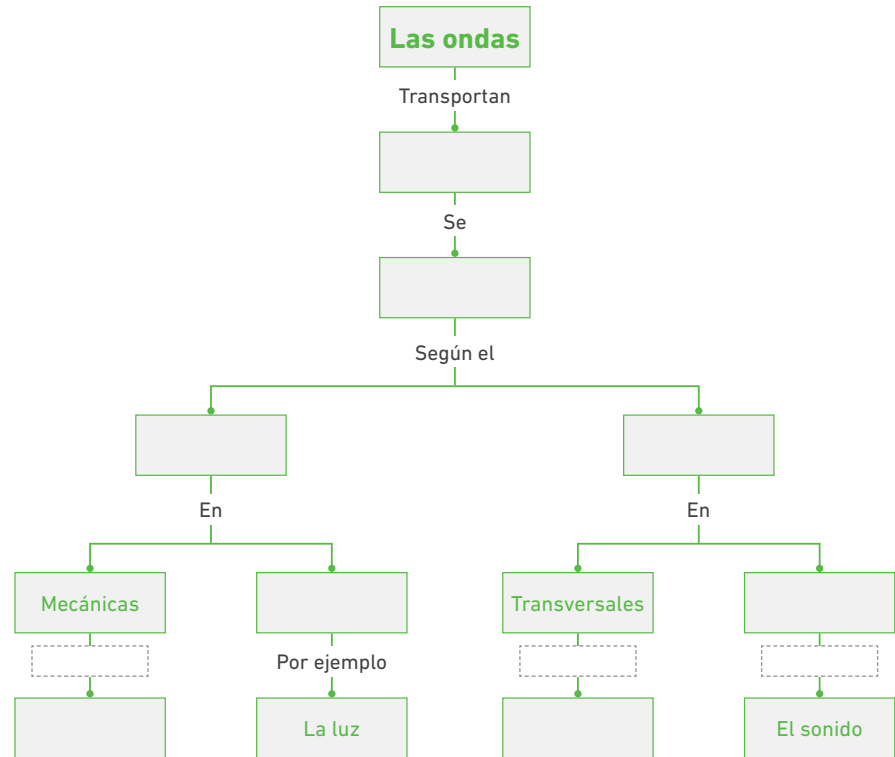 Las ondas
Transportan
Se
Según el
En
En
Mecánicas
Transversales
Por ejemplo
La luz
El sonido